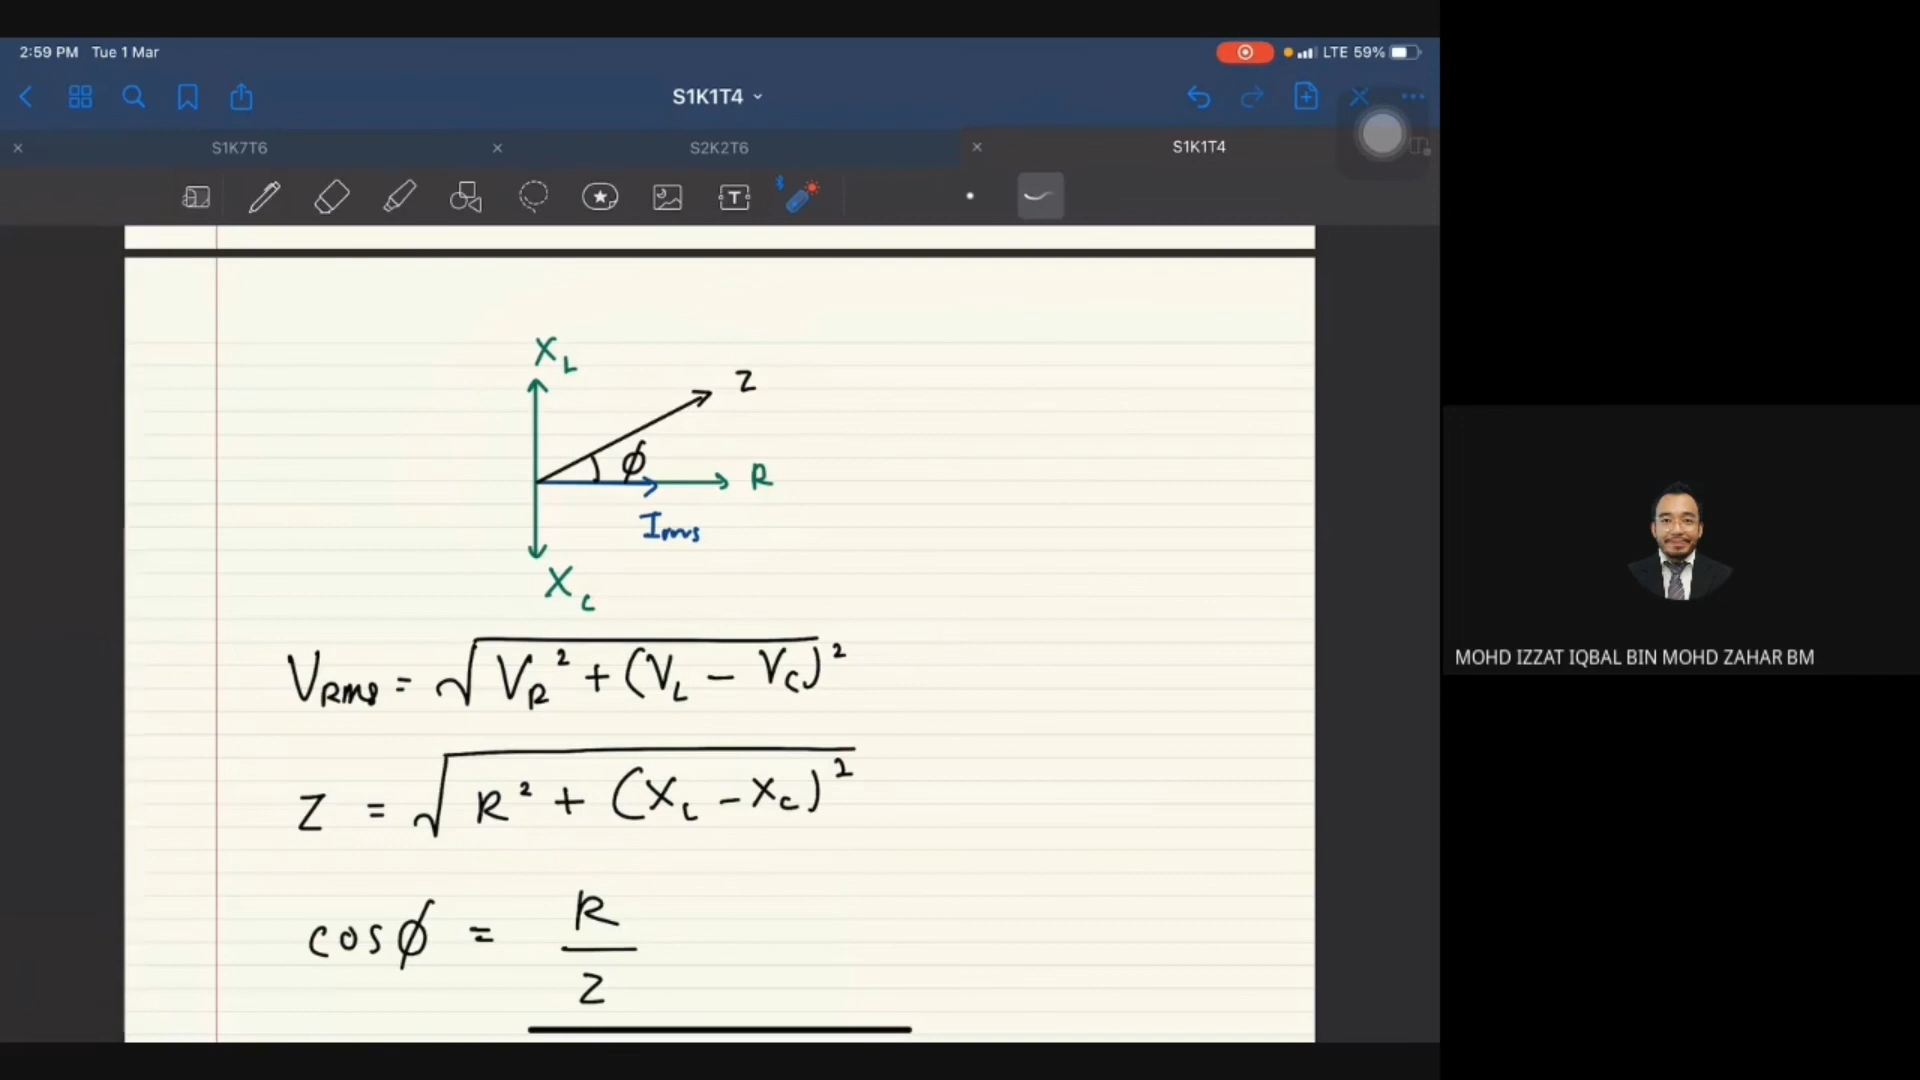 2:59 PM Tue 1 Mar
LTE 59%
S1K1T4
S1K7T6
S2K2T6
S1K1T4
T
X_L
Z
φ
R
Irms
X_C
V_Rms = √(V_R² + (V_L - V_C)²)
Z = √(R² + (X_L - X_C)²)
cos φ = R/Z
MOHD IZZAT IQBAL BIN MOHD ZAHAR BM